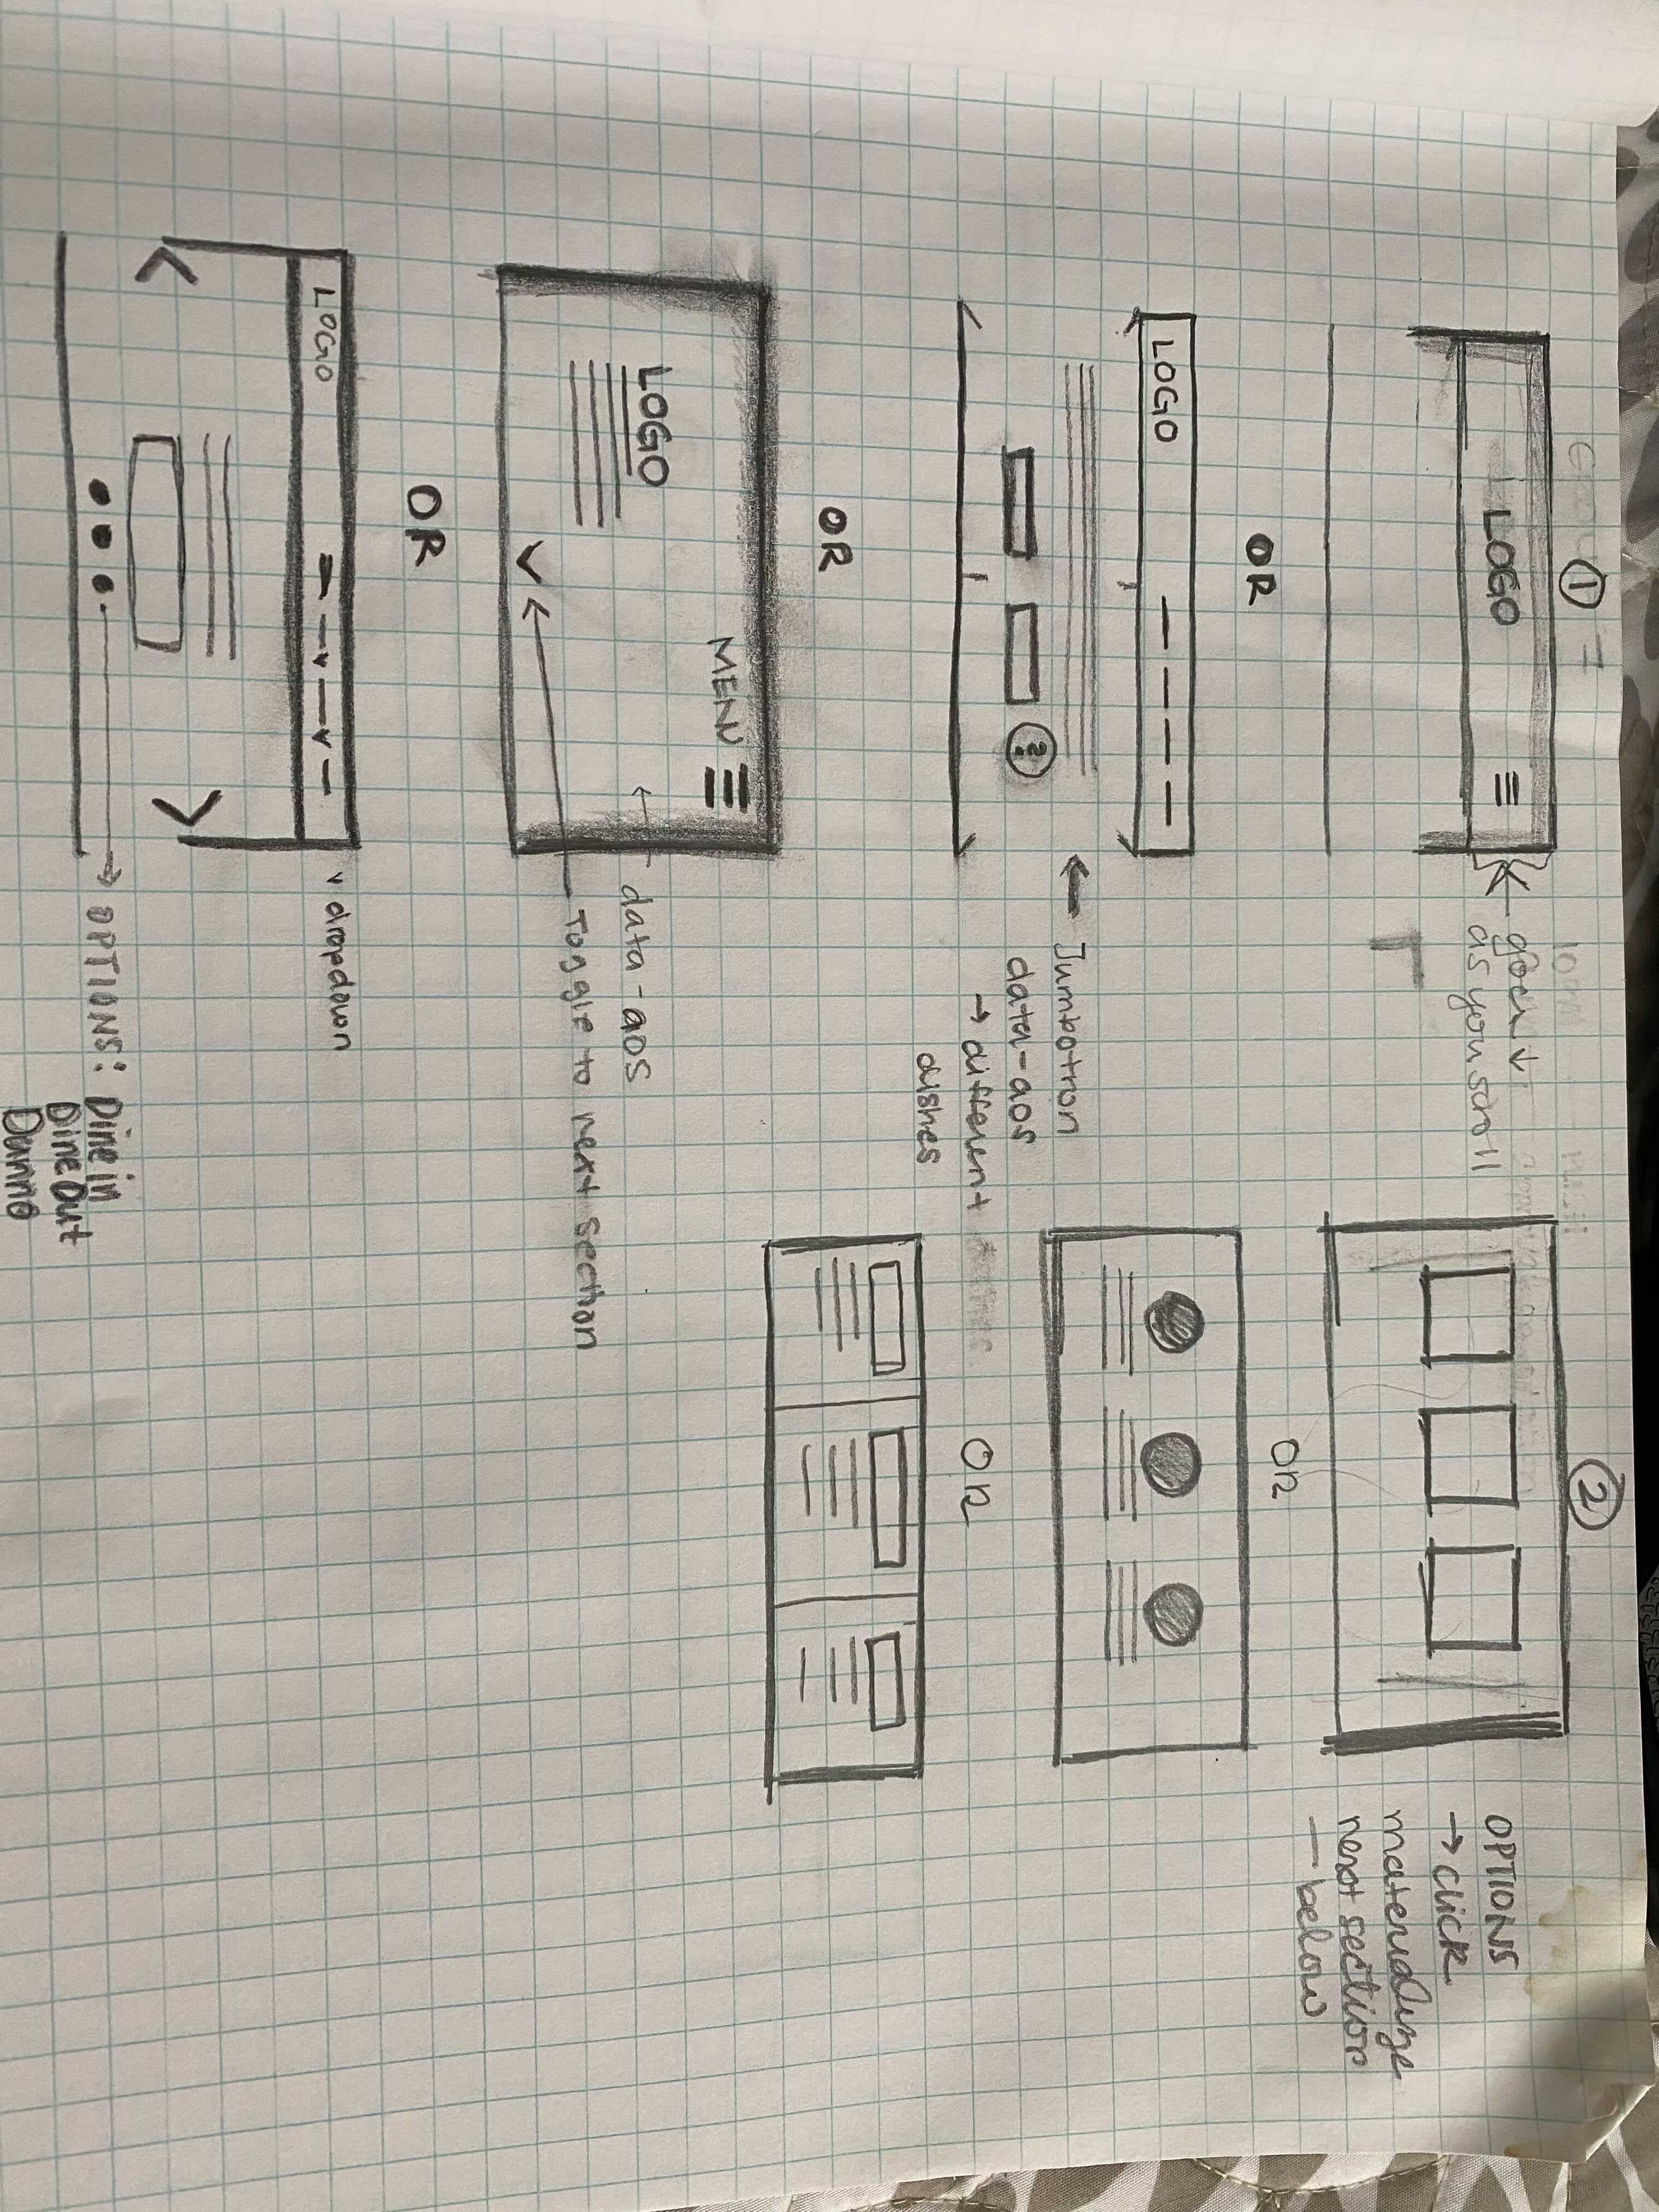 ①
LOGO
← goes ↓
as you scroll
OR
LOGO
②
← Jumbotron
data-aos
→ different
dishes
OR
MENU
LOGO
← data-aos
Toggle to next section
OR
LOGO
˅ dropdown
→ OPTIONS: Dine in
Dine Out
Dunno
②
OPTIONS
→ click
materialize
next section
— below
OR
OR